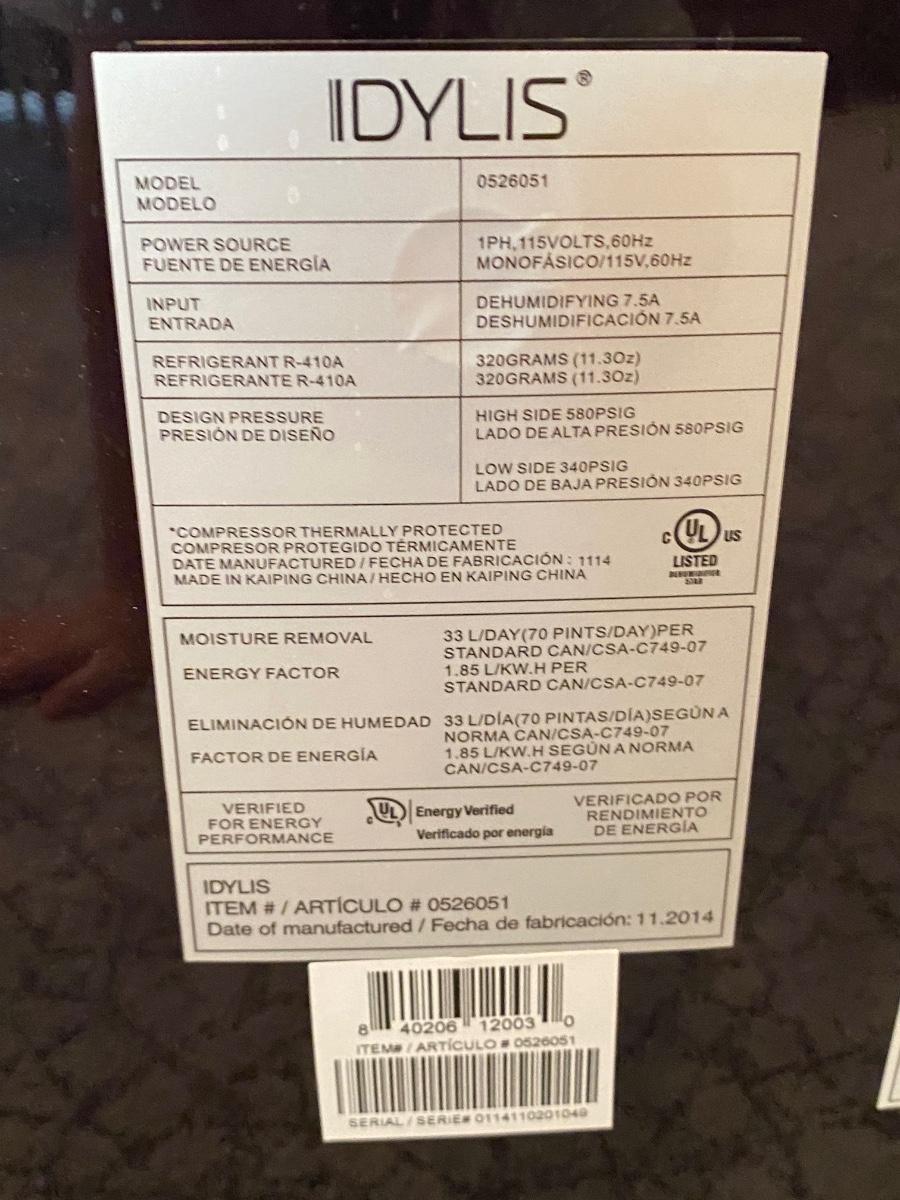 IDYLIS®
MODEL
MODELO
0526051
POWER SOURCE
FUENTE DE ENERGÍA
1PH,115VOLTS,60Hz
MONOFÁSICO/115V,60Hz
INPUT
ENTRADA
DEHUMIDIFYING 7.5A
DESHUMIDIFICACIÓN 7.5A
REFRIGERANT R-410A
REFRIGERANTE R-410A
320GRAMS (11.3Oz)
320GRAMS (11.3Oz)
DESIGN PRESSURE
PRESIÓN DE DISEÑO
HIGH SIDE 580PSIG
LADO DE ALTA PRESIÓN 580PSIG
LOW SIDE 340PSIG
LADO DE BAJA PRESIÓN 340PSIG
*COMPRESSOR THERMALLY PROTECTED
COMPRESOR PROTEGIDO TÉRMICAMENTE
DATE MANUFACTURED / FECHA DE FABRICACIÓN : 1114
MADE IN KAIPING CHINA / HECHO EN KAIPING CHINA
C UL US
LISTED
DEHUMIDIFIER
MOISTURE REMOVAL
33 L/DAY(70 PINTS/DAY)PER
STANDARD CAN/CSA-C749-07
ENERGY FACTOR
1.85 L/KW.H PER
STANDARD CAN/CSA-C749-07
ELIMINACIÓN DE HUMEDAD
33 L/DÍA(70 PINTAS/DÍA)SEGÚN A
NORMA CAN/CSA-C749-07
FACTOR DE ENERGÍA
1.85 L/KW.H SEGÚN A NORMA
CAN/CSA-C749-07
VERIFIED
FOR ENERGY
PERFORMANCE
c UL Energy Verified
Verificado por energía
VERIFICADO POR
RENDIMIENTO
DE ENERGÍA
IDYLIS
ITEM # / ARTÍCULO # 0526051
Date of manufactured / Fecha de fabricación: 11.2014
8 40206 12003 0
ITEM# / ARTÍCULO # 0526051
SERIAL / SERIE# 0114110201049